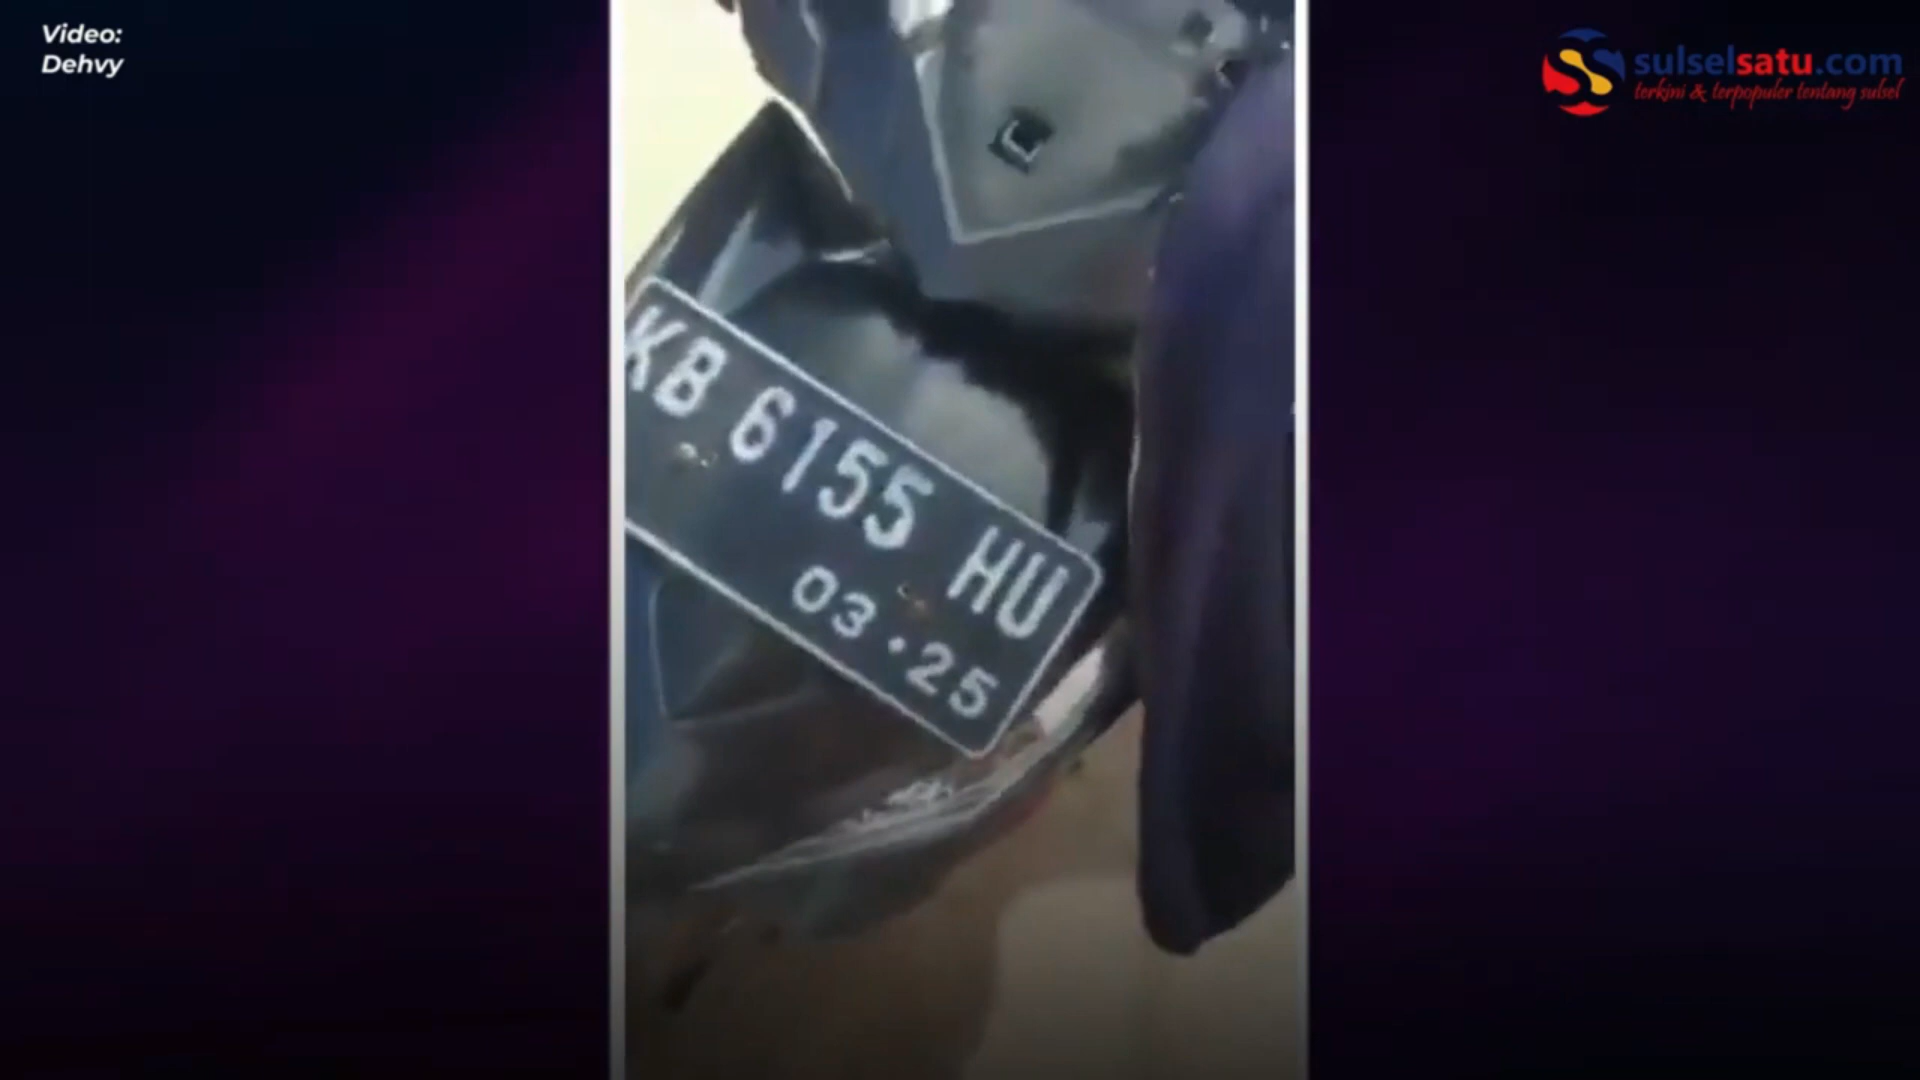 Video:
Dehvy
sulselsatu.com
terkini & terpopuler tentang sulsel
KB 6155 HU
03.25